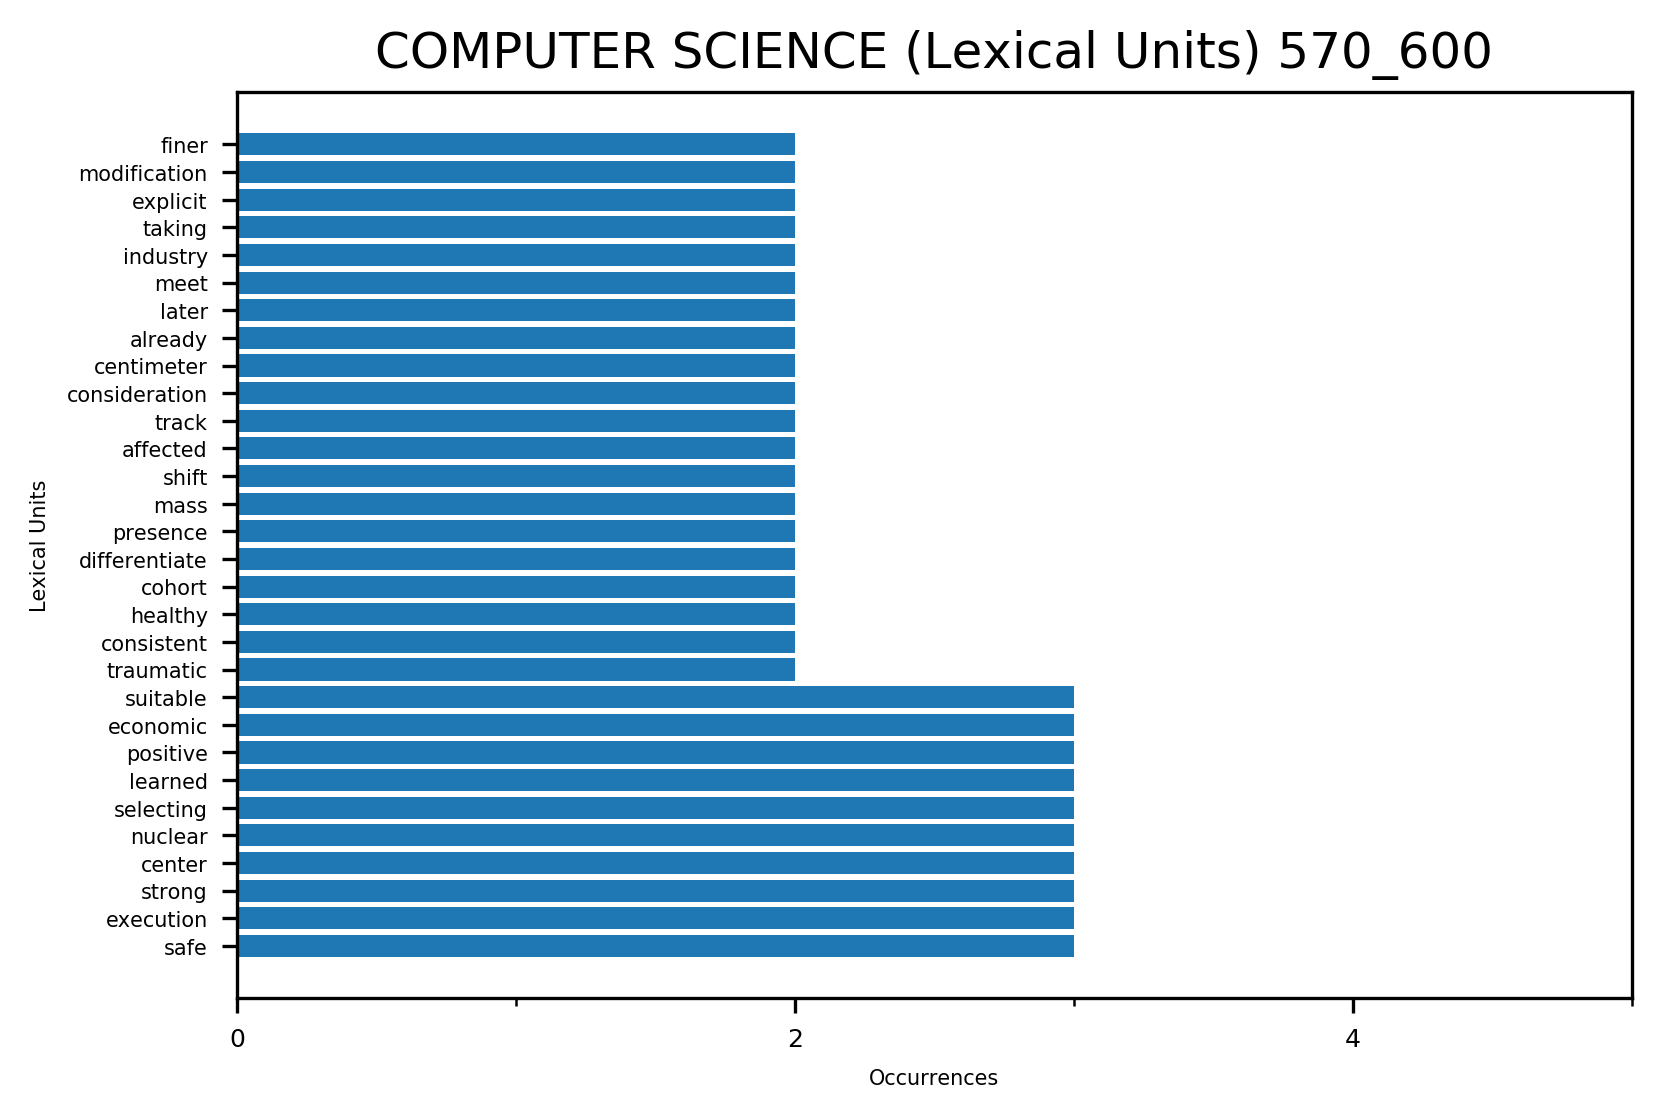 COMPUTER SCIENCE (Lexical Units) 570_600
finer
modification
explicit
taking
industry
meet
later
already
centimeter
consideration
track
affected
shift
mass
presence
differentiate
cohort
healthy
consistent
traumatic
suitable
economic
positive
learned
selecting
nuclear
center
strong
execution
safe
Lexical Units
0 2 4
Occurrences